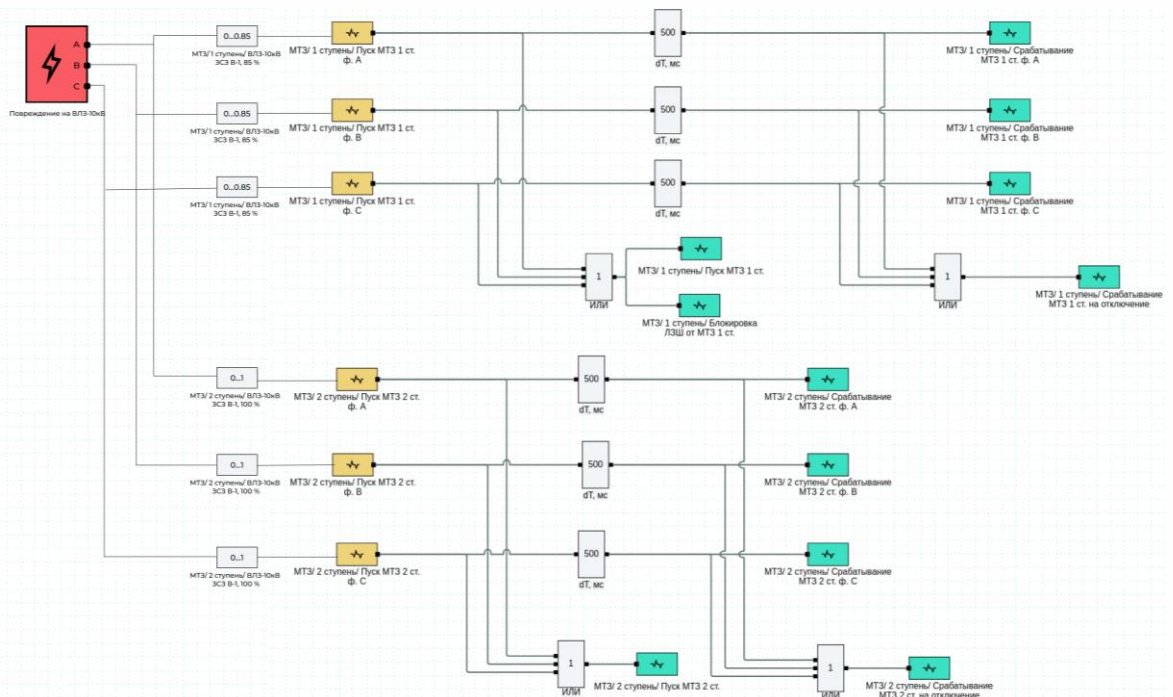 A
B
C
Повреждение на ВЛЗ-10кВ
0...0.85
МТЗ/ 1 ступень/ ВЛЗ-10кВ
ЗСЗ В-1, 85 %
МТЗ/ 1 ступень/ Пуск МТЗ 1 ст.
ф. А
500
dT, мс
МТЗ/ 1 ступень/ Срабатывание
МТЗ 1 ст. ф. А
0...0.85
МТЗ/ 1 ступень/ ВЛЗ-10кВ
ЗСЗ В-1, 85 %
МТЗ/ 1 ступень/ Пуск МТЗ 1 ст.
ф. В
500
dT, мс
МТЗ/ 1 ступень/ Срабатывание
МТЗ 1 ст. ф. В
0...0.85
МТЗ/ 1 ступень/ ВЛЗ-10кВ
ЗСЗ В-1, 85 %
МТЗ/ 1 ступень/ Пуск МТЗ 1 ст.
ф. С
500
dT, мс
МТЗ/ 1 ступень/ Срабатывание
МТЗ 1 ст. ф. С
1
ИЛИ
МТЗ/ 1 ступень/ Пуск МТЗ 1 ст.
МТЗ/ 1 ступень/ Блокировка
ЛЗШ от МТЗ 1 ст.
1
ИЛИ
МТЗ/ 1 ступень/ Срабатывание
МТЗ 1 ст. на отключение
0...1
МТЗ/ 2 ступень/ ВЛЗ-10кВ
ЗСЗ В-1, 100 %
МТЗ/ 2 ступень/ Пуск МТЗ 2 ст.
ф. А
500
dT, мс
МТЗ/ 2 ступень/ Срабатывание
МТЗ 2 ст. ф. А
0...1
МТЗ/ 2 ступень/ ВЛЗ-10кВ
ЗСЗ В-1, 100 %
МТЗ/ 2 ступень/ Пуск МТЗ 2 ст.
ф. В
500
dT, мс
МТЗ/ 2 ступень/ Срабатывание
МТЗ 2 ст. ф. В
0...1
МТЗ/ 2 ступень/ ВЛЗ-10кВ
ЗСЗ В-1, 100 %
МТЗ/ 2 ступень/ Пуск МТЗ 2 ст.
ф. С
500
dT, мс
МТЗ/ 2 ступень/ Срабатывание
МТЗ 2 ст. ф. С
1
ИЛИ
МТЗ/ 2 ступень/ Пуск МТЗ 2 ст.
1
ИЛИ
МТЗ/ 2 ступень/ Срабатывание
МТЗ 2 ст. на отключение